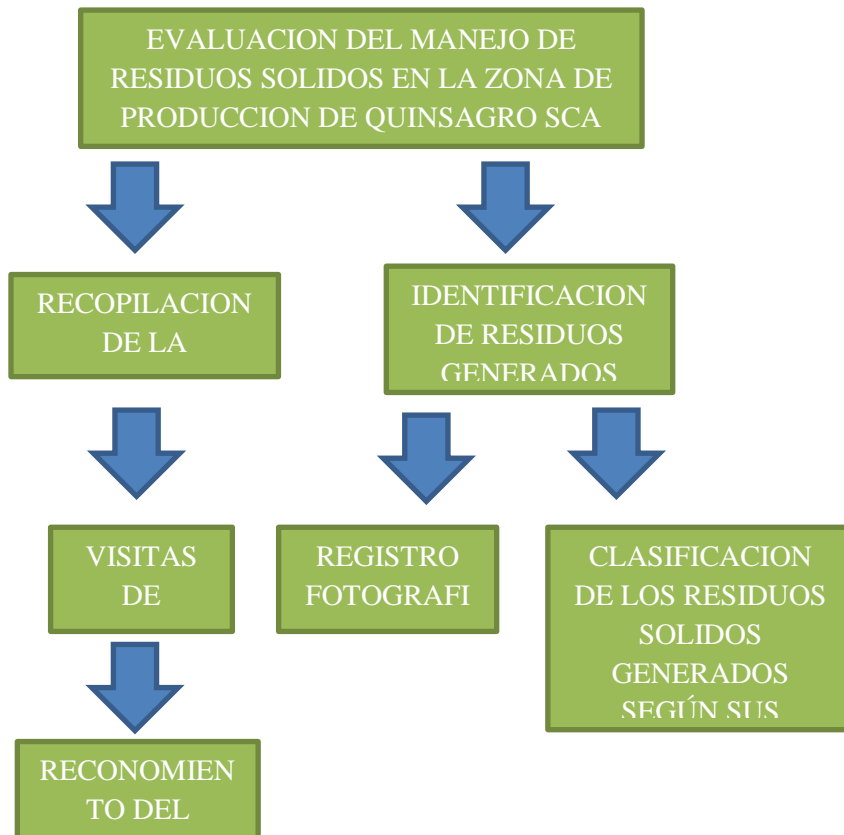 EVALUACION DEL MANEJO DE
RESIDUOS SOLIDOS EN LA ZONA DE
PRODUCCION DE QUINSAGRO SCA
RECOPILACION
DE LA
IDENTIFICACION
DE RESIDUOS
GENERADOS
VISITAS
DE
REGISTRO
FOTOGRAFI
CLASIFICACION
DE LOS RESIDUOS
SOLIDOS
GENERADOS
SEGÚN SUS
RECONOMIEN
TO DEL